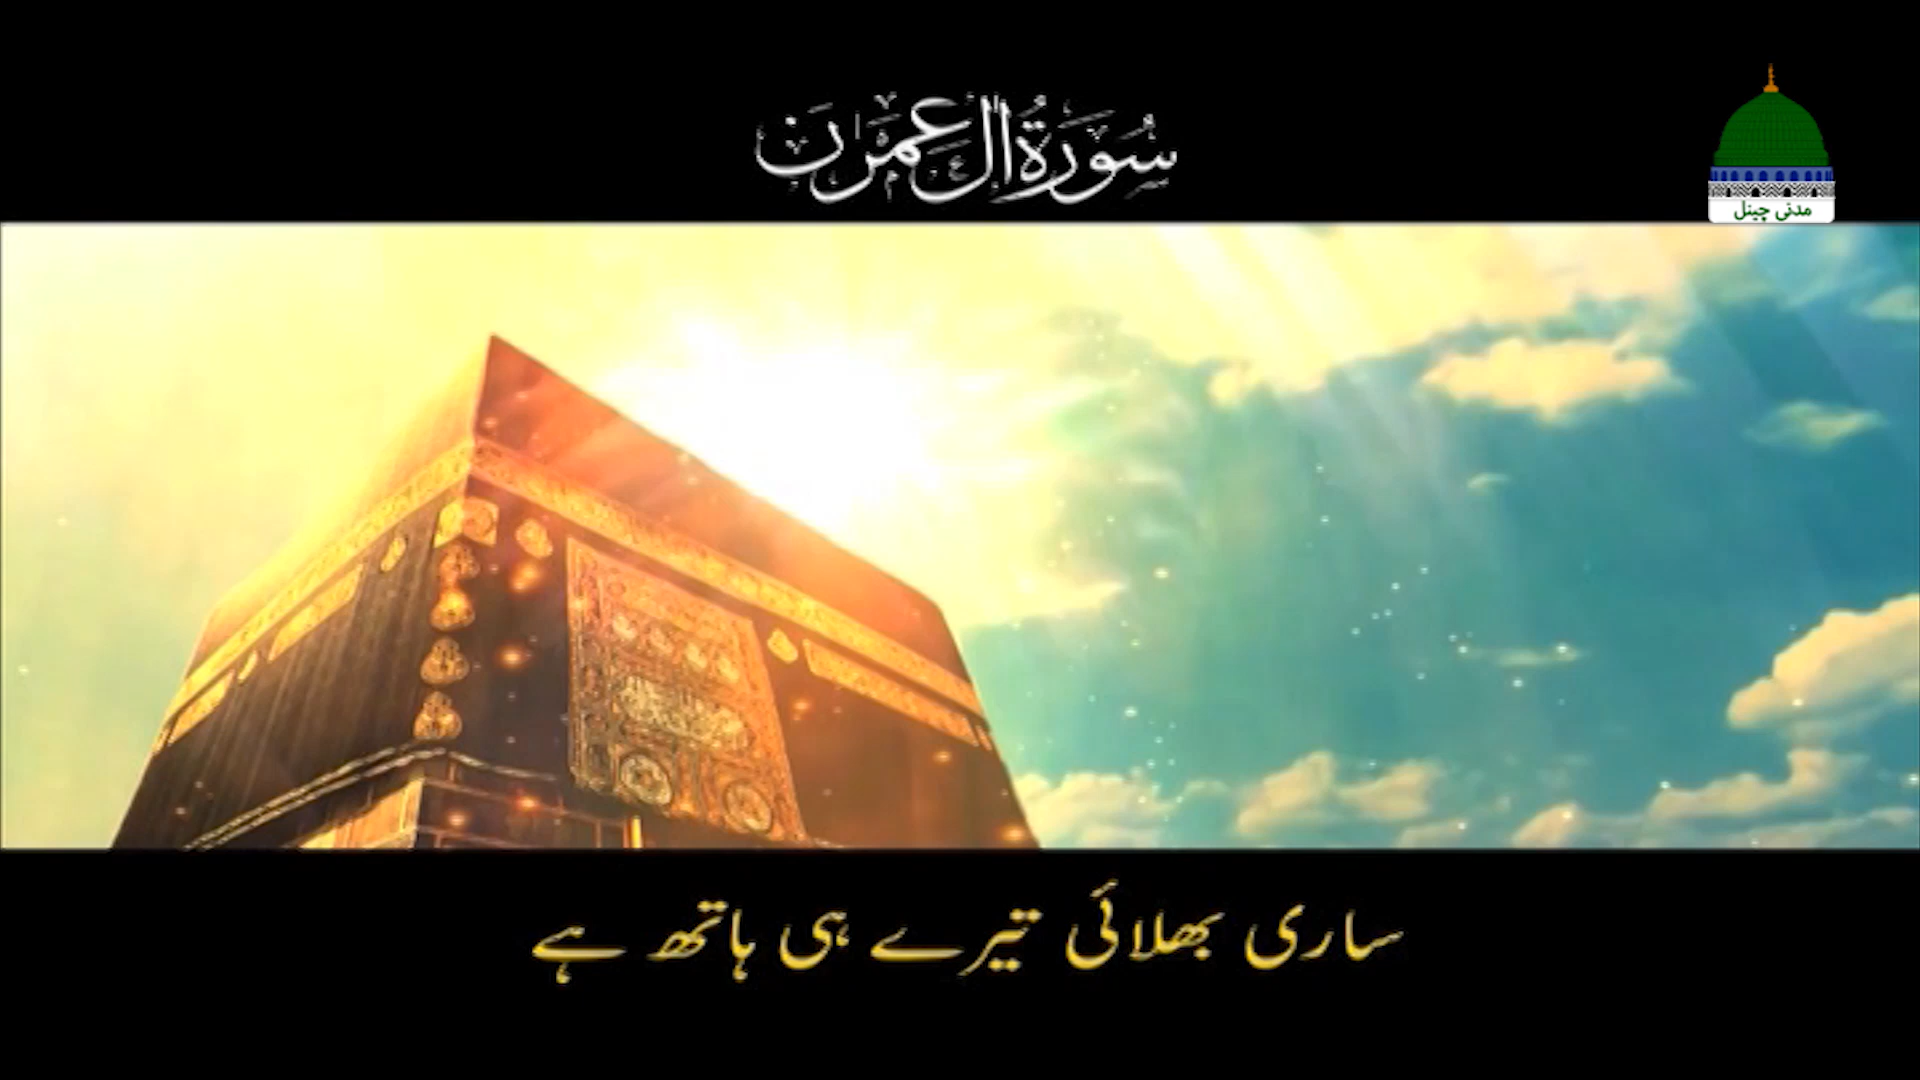 سُوۡرَةُ اٰلِ عِمۡرٰنَ
مدنی چینل
ساری بھلائی تیرے ہی ہاتھ ہے